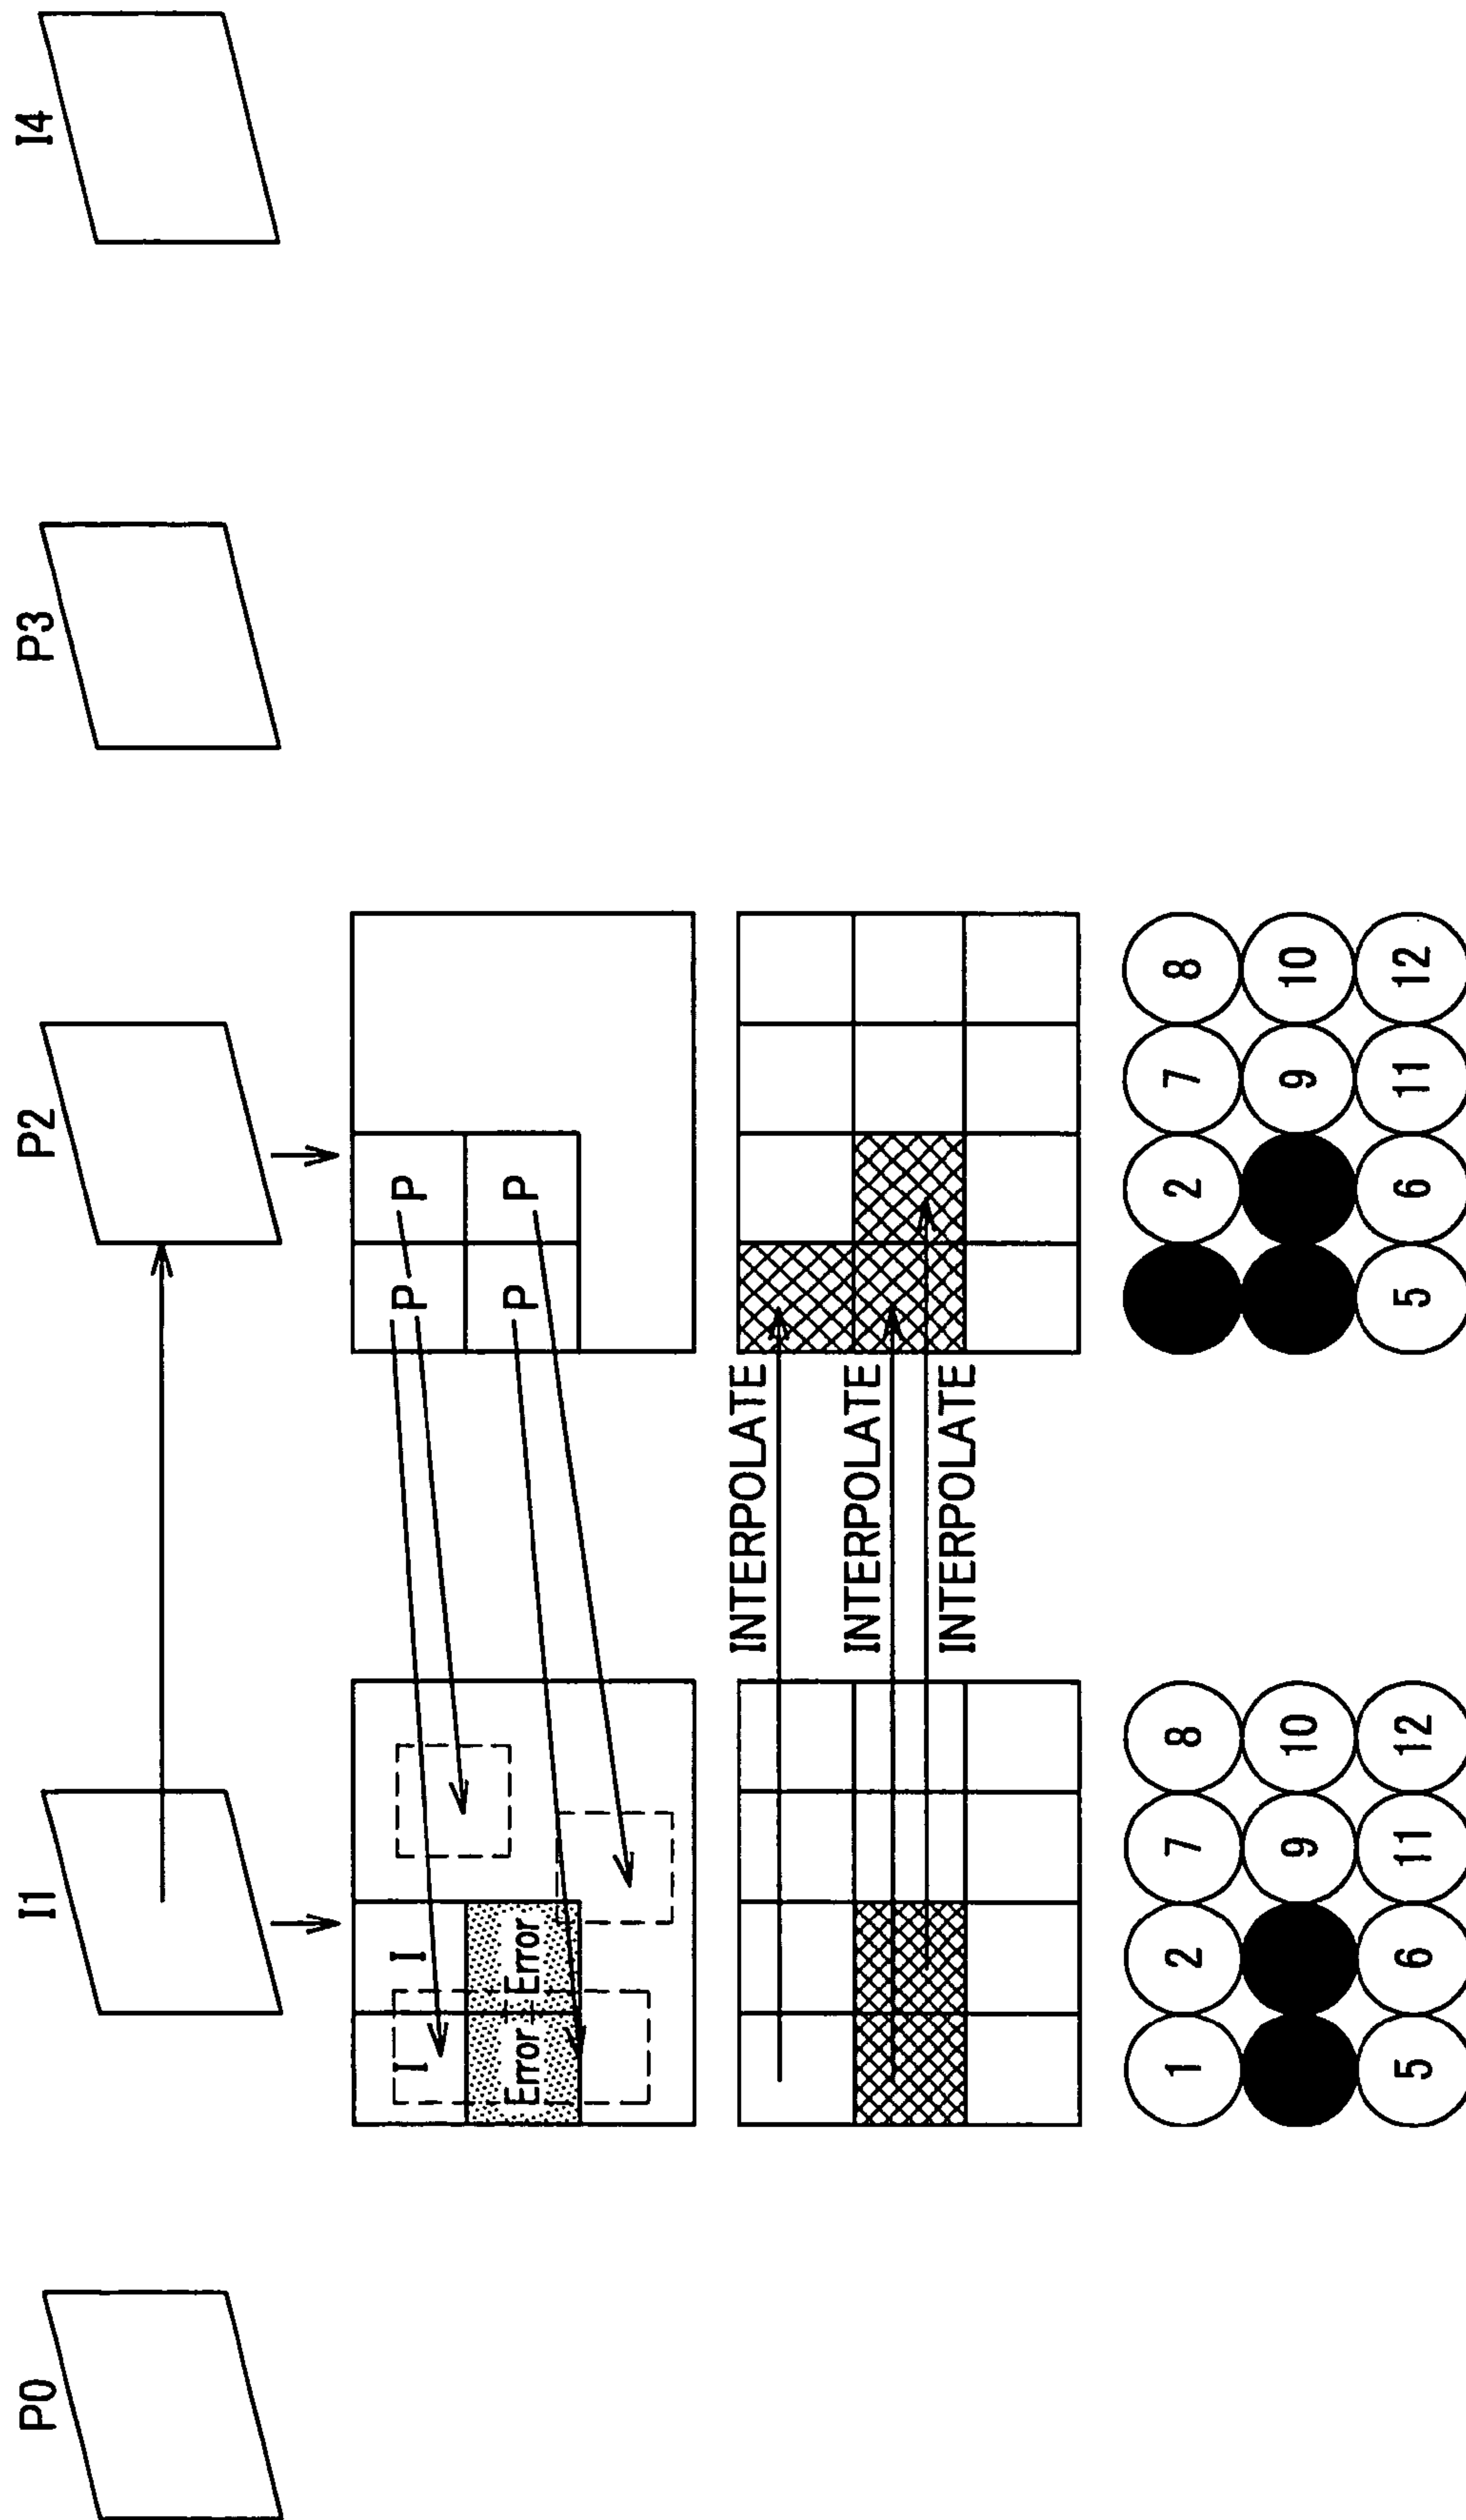 P0 I1 P2 P3 I4
I I P P
Error Error P P
INTERPOLATE
INTERPOLATE
INTERPOLATE
1 2 7 8 2 7 8
9 10 9 10
5 6 11 12 5 6 11 12